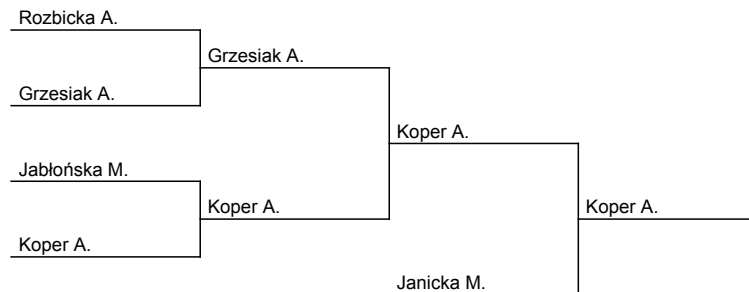 Rozbicka A.
Grzesiak A.
Grzesiak A.
Koper A.
Jabłońska M.
Koper A.
Koper A.
Koper A.
Janicka M.